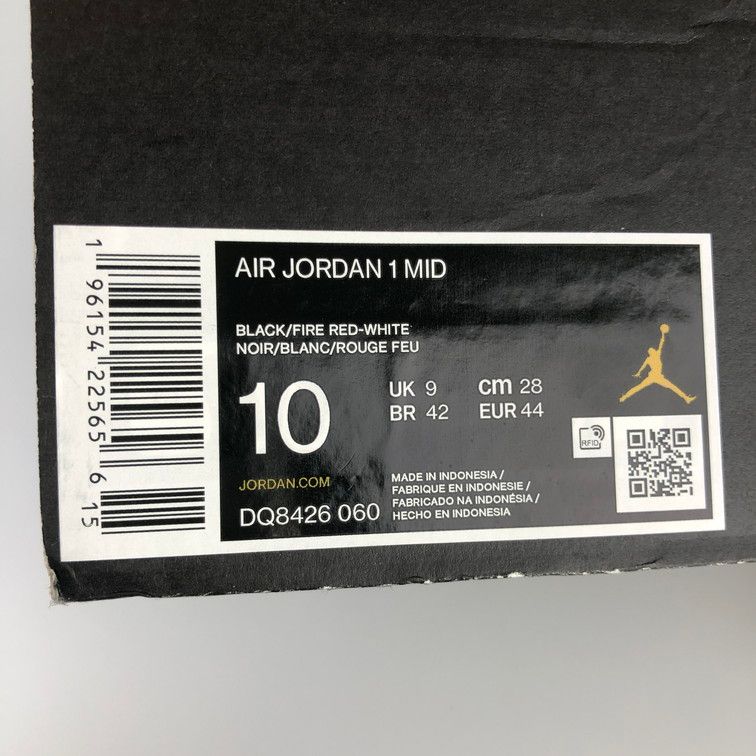 1 96154 22565 6 15
AIR JORDAN 1 MID
BLACK/FIRE RED-WHITE
NOIR/BLANC/ROUGE FEU
10
UK 9 cm 28
BR 42 EUR 44
JORDAN.COM
DQ8426 060
MADE IN INDONESIA /
FABRIQUE EN INDONESIE /
FABRICADO NA INDONÉSIA /
HECHO EN INDONESIA
RFID